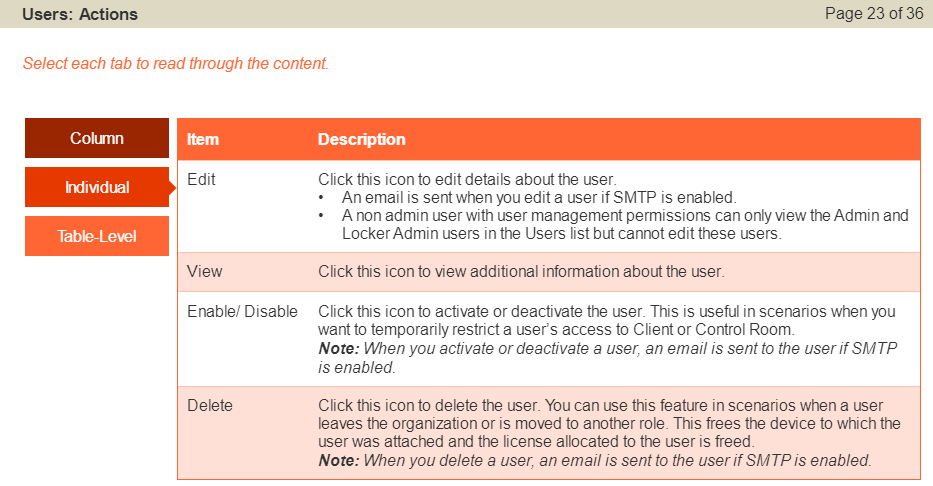 Users: Actions
Page 23 of 36
Select each tab to read through the content.
Column
Individual
Table-Level
Item
Description
Edit
Click this icon to edit details about the user.
• An email is sent when you edit a user if SMTP is enabled.
• A non admin user with user management permissions can only view the Admin and
Locker Admin users in the Users list but cannot edit these users.
View
Click this icon to view additional information about the user.
Enable/ Disable
Click this icon to activate or deactivate the user. This is useful in scenarios when you
want to temporarily restrict a user's access to Client or Control Room.
Note: When you activate or deactivate a user, an email is sent to the user if SMTP
is enabled.
Delete
Click this icon to delete the user. You can use this feature in scenarios when a user
leaves the organization or is moved to another role. This frees the device to which the
user was attached and the license allocated to the user is freed.
Note: When you delete a user, an email is sent to the user if SMTP is enabled.